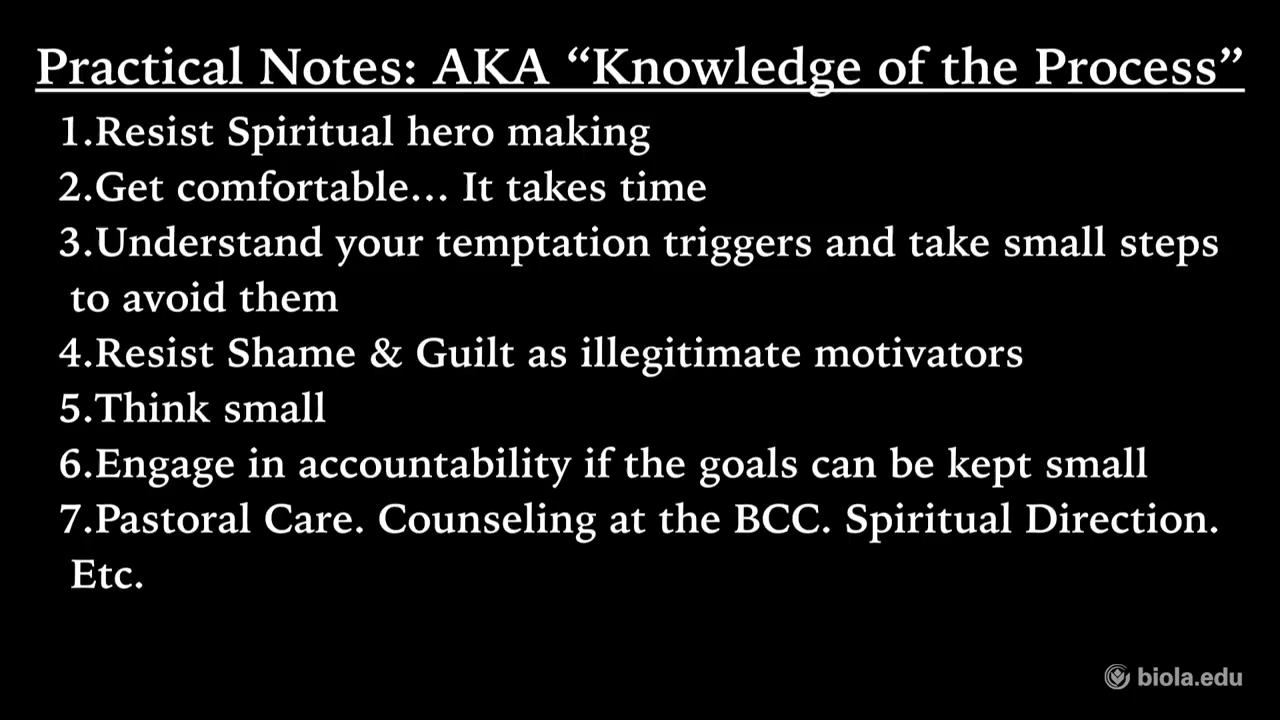 Practical Notes: AKA “Knowledge of the Process”
1.Resist Spiritual hero making
2.Get comfortable... It takes time
3.Understand your temptation triggers and take small steps
to avoid them
4.Resist Shame & Guilt as illegitimate motivators
5.Think small
6.Engage in accountability if the goals can be kept small
7.Pastoral Care. Counseling at the BCC. Spiritual Direction.
Etc.
biola.edu